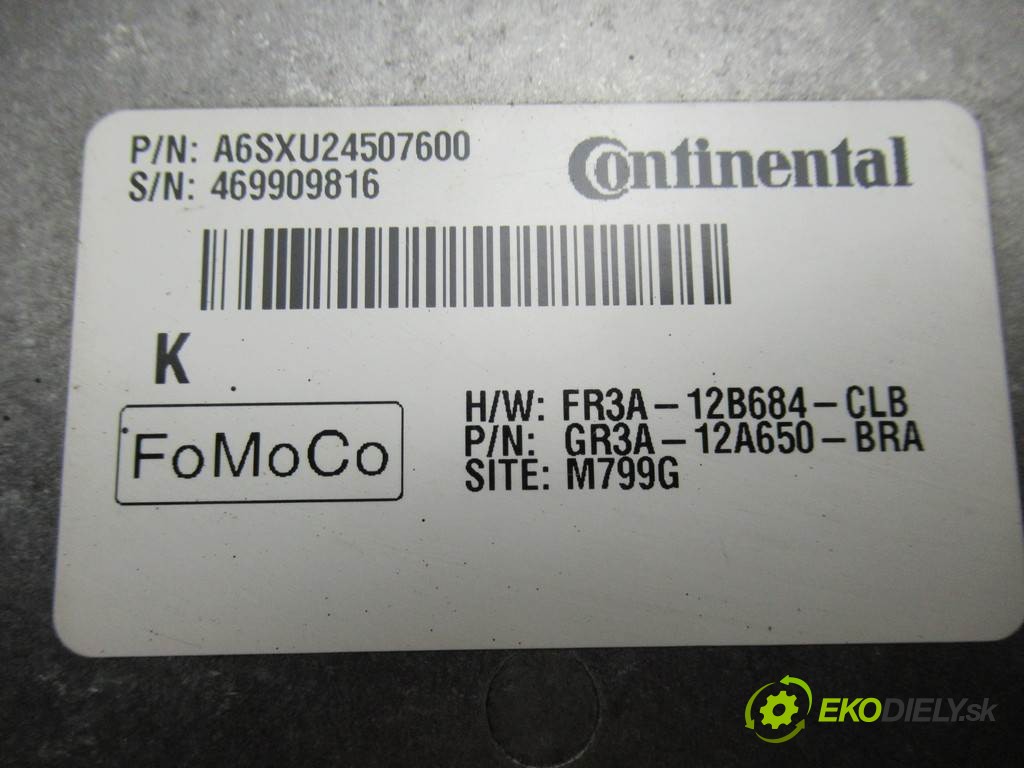 P/N: A6SXU24507600
S/N: 469909816
Continental
K
FoMoCo
H/W: FR3A-12B684-CLB
P/N: GR3A-12A650-BRA
SITE: M799G
EKODIELY.sk